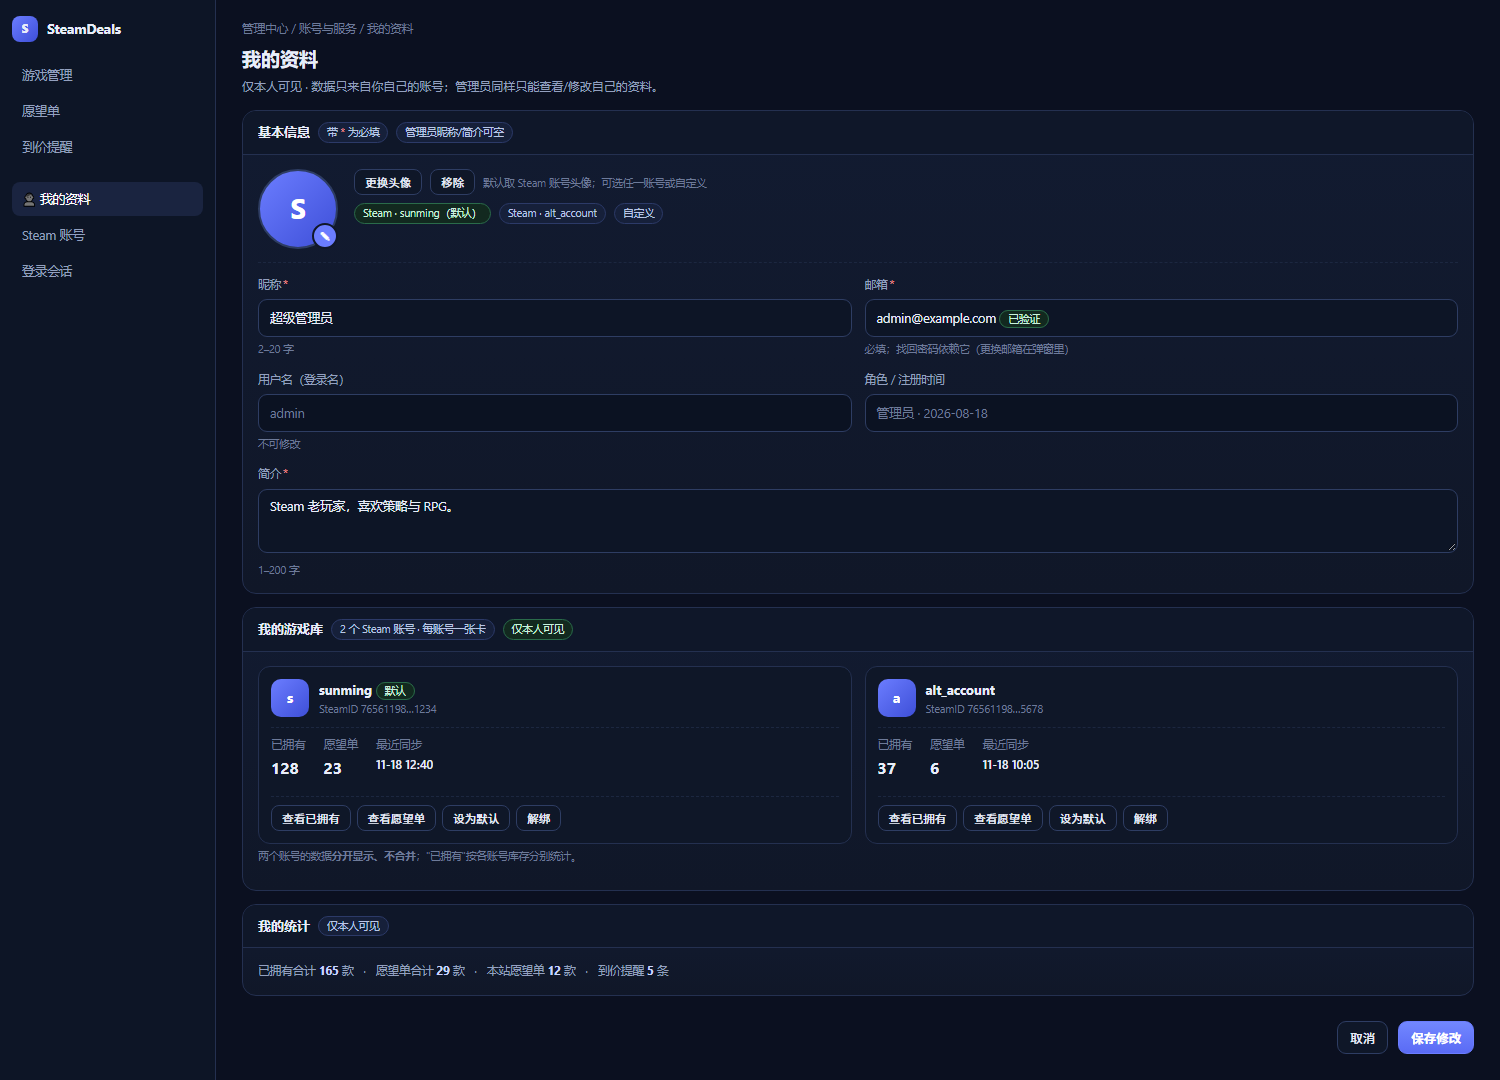 S SteamDeals
游戏管理
愿望单
到价提醒
我的资料
Steam 账号
登录会话
管理中心 / 账号与服务 / 我的资料
我的资料
仅本人可见 · 数据只来自你自己的账号；管理员同样只能查看/修改自己的资料。
基本信息 带 * 为必填 管理员昵称/简介可空
S
更换头像 移除 默认取 Steam 账号头像；可选任一账号或自定义
Steam · sunming（默认） Steam · alt_account 自定义
昵称* 邮箱*
超级管理员 admin@example.com 已验证
2–20 字 必填；找回密码依赖它（更换邮箱在弹窗里）
用户名（登录名） 角色 / 注册时间
admin 管理员 · 2026-08-18
不可修改
简介*
Steam 老玩家，喜欢策略与 RPG。
1–200 字
我的游戏库 2 个 Steam 账号 · 每账号一张卡 仅本人可见
s sunming 默认
SteamID 76561198…1234
已拥有 愿望单 最近同步
128 23 11-18 12:40
查看已拥有 查看愿望单 设为默认 解绑
a alt_account
SteamID 76561198…5678
已拥有 愿望单 最近同步
37 6 11-18 10:05
查看已拥有 查看愿望单 设为默认 解绑
两个账号的数据分开显示、不合并；"已拥有"按各账号库存分别统计。
我的统计 仅本人可见
已拥有合计 165 款 · 愿望单合计 29 款 · 本站愿望单 12 款 · 到价提醒 5 条
取消 保存修改